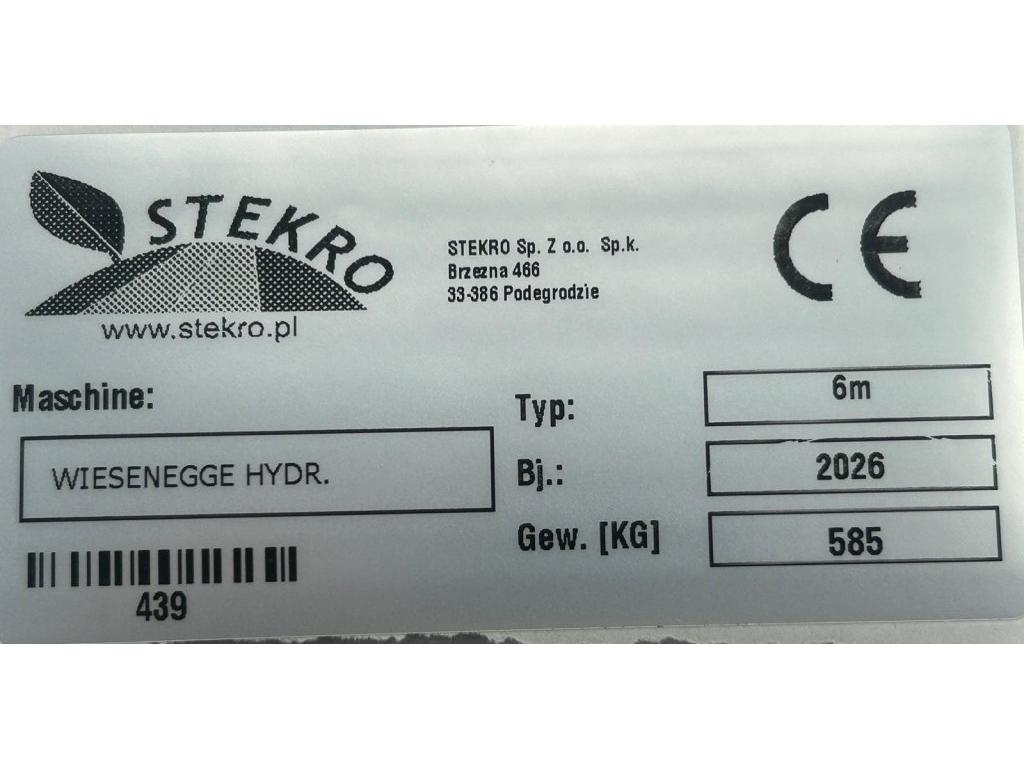 STEKRO
www.stekro.pl
STEKRO Sp. Z o.o. Sp.k.
Brzezna 466
33-386 Podegrodzie
CE
Maschine:
WIESENEGGE HYDR.
439
Typ: 6m
Bj.: 2026
Gew. [KG] 585